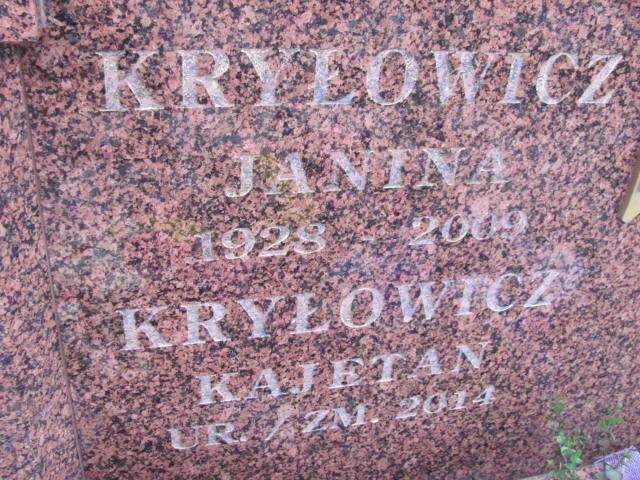 KRYŁOWICZ
JANINA
1928 - 2009
KRYŁOWICZ
KAJETAN
UR. / ZM. 2014